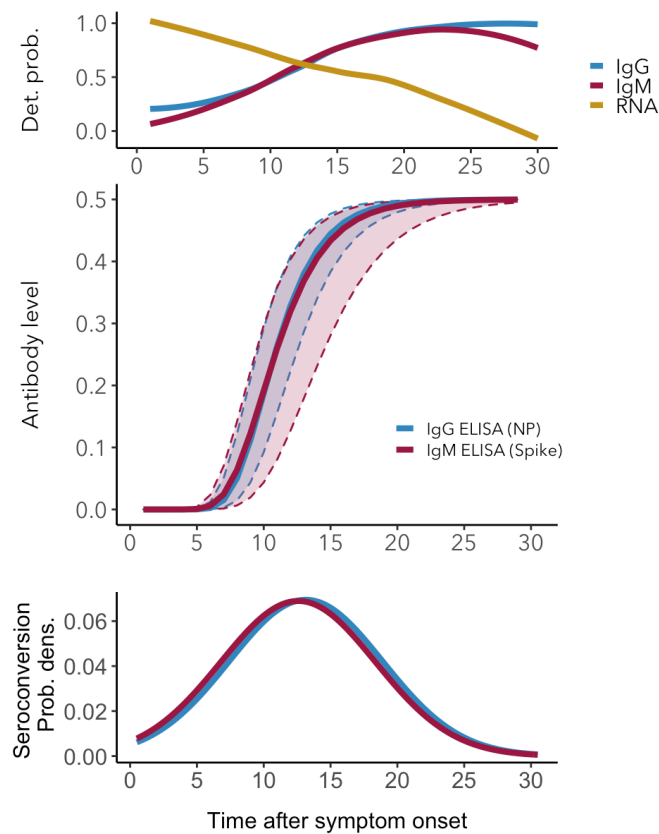 Det. prob.
1.0
0.5
0.0
0 5 10 15 20 25 30
IgG
IgM
RNA
Antibody level
0.5
0.4
0.3
0.2
0.1
0.0
0 5 10 15 20 25 30
IgG ELISA (NP)
IgM ELISA (Spike)
Seroconversion
Prob. dens.
0.06
0.04
0.02
0.00
0 5 10 15 20 25 30
Time after symptom onset